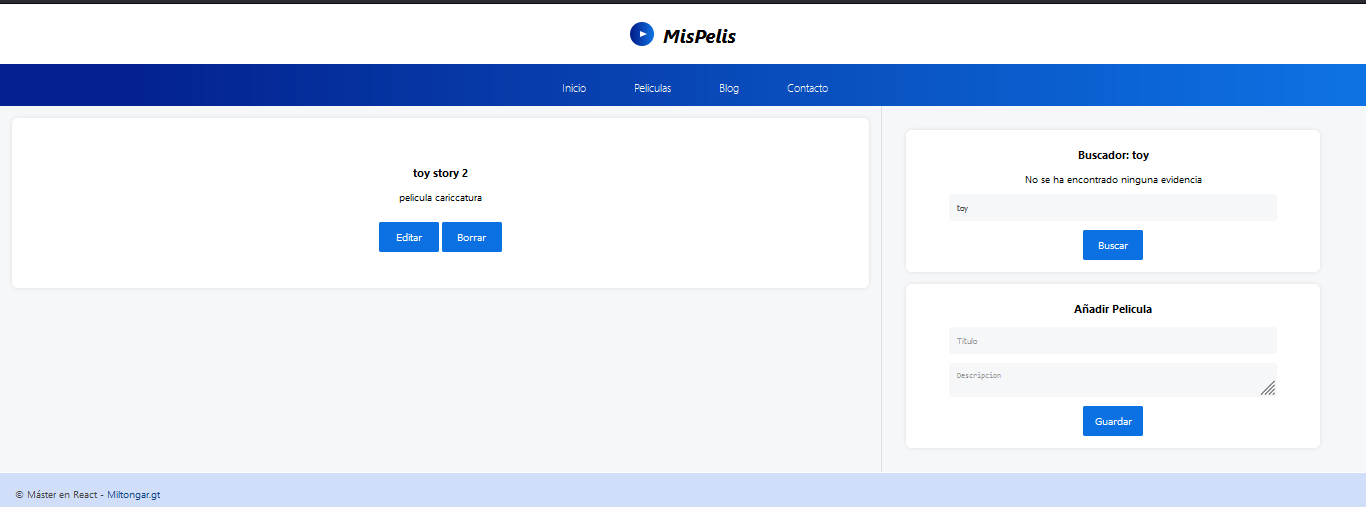 MisPelis
Inicio Peliculas Blog Contacto
toy story 2
pelicula cariccatura
Editar Borrar
Buscador: toy
No se ha encontrado ninguna evidencia
toy
Buscar
Añadir Pelicula
Titulo
Descripcion
Guardar
© Máster en React - Miltongar.gt